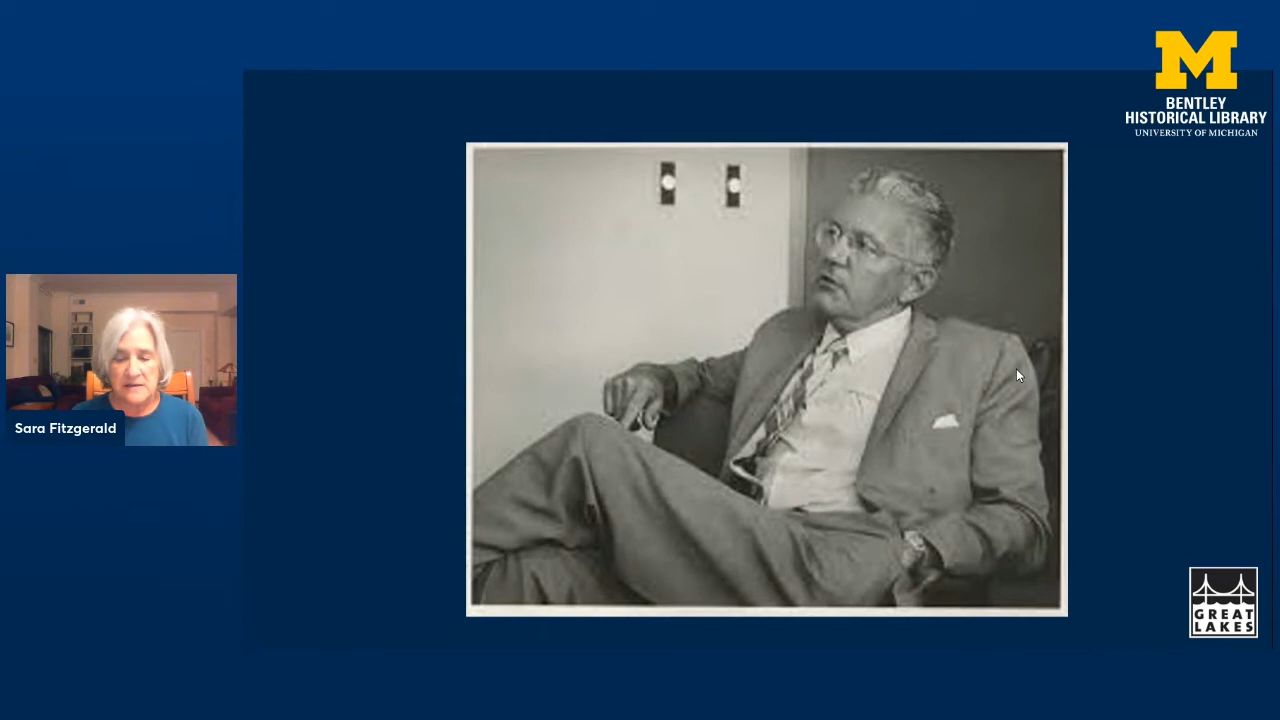 M
BENTLEY
HISTORICAL LIBRARY
UNIVERSITY OF MICHIGAN
Sara Fitzgerald
GREAT
LAKES